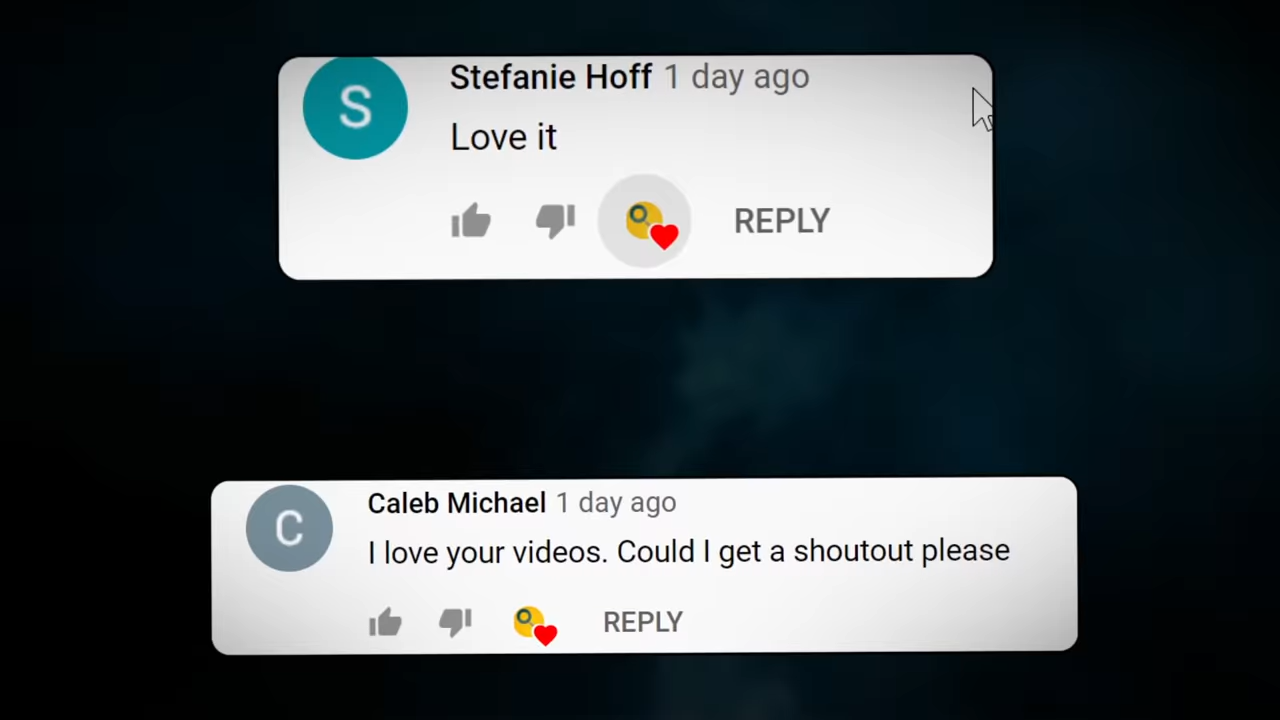 S
Stefanie Hoff 1 day ago
Love it
REPLY
C
Caleb Michael 1 day ago
I love your videos. Could I get a shoutout please
REPLY